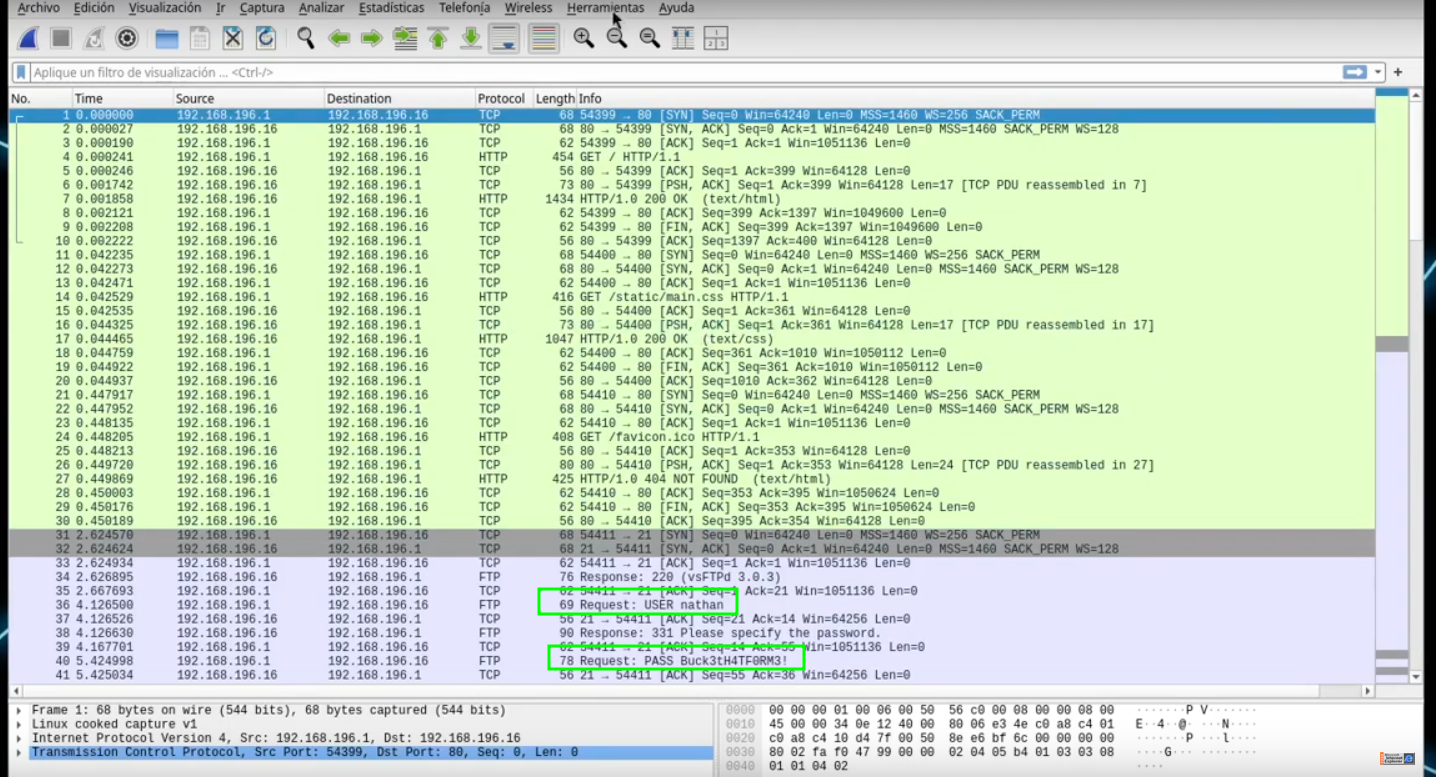 Archivo Edición Visualización Ir Captura Analizar Estadísticas Telefonía Wireless Herramientas Ayuda
Aplique un filtro de visualización ... <Ctrl-/>
No. Time Source Destination Protocol Length Info
1 0.000000 192.168.196.1 192.168.196.16 TCP 68 54399 → 80 [SYN] Seq=0 Win=64240 Len=0 MSS=1460 WS=256 SACK_PERM
2 0.000027 192.168.196.16 192.168.196.1 TCP 68 80 → 54399 [SYN, ACK] Seq=0 Ack=1 Win=64240 Len=0 MSS=1460 SACK_PERM WS=128
3 0.000190 192.168.196.1 192.168.196.16 TCP 62 54399 → 80 [ACK] Seq=1 Ack=1 Win=1051136 Len=0
4 0.000241 192.168.196.1 192.168.196.16 HTTP 454 GET / HTTP/1.1
5 0.000246 192.168.196.16 192.168.196.1 TCP 56 80 → 54399 [ACK] Seq=1 Ack=399 Win=64128 Len=0
6 0.001742 192.168.196.16 192.168.196.1 TCP 73 80 → 54399 [PSH, ACK] Seq=1 Ack=399 Win=64128 Len=17 [TCP PDU reassembled in 7]
7 0.001858 192.168.196.16 192.168.196.1 HTTP 1434 HTTP/1.0 200 OK (text/html)
8 0.002121 192.168.196.1 192.168.196.16 TCP 62 54399 → 80 [ACK] Seq=399 Ack=1397 Win=1049600 Len=0
9 0.002208 192.168.196.1 192.168.196.16 TCP 62 54399 → 80 [FIN, ACK] Seq=399 Ack=1397 Win=1049600 Len=0
10 0.002222 192.168.196.16 192.168.196.1 TCP 56 80 → 54399 [ACK] Seq=1397 Ack=400 Win=64128 Len=0
11 0.042235 192.168.196.1 192.168.196.16 TCP 68 54400 → 80 [SYN] Seq=0 Win=64240 Len=0 MSS=1460 WS=256 SACK_PERM
12 0.042273 192.168.196.16 192.168.196.1 TCP 68 80 → 54400 [SYN, ACK] Seq=0 Ack=1 Win=64240 Len=0 MSS=1460 SACK_PERM WS=128
13 0.042471 192.168.196.1 192.168.196.16 TCP 62 54400 → 80 [ACK] Seq=1 Ack=1 Win=1051136 Len=0
14 0.042529 192.168.196.1 192.168.196.16 HTTP 416 GET /static/main.css HTTP/1.1
15 0.042535 192.168.196.16 192.168.196.1 TCP 56 80 → 54400 [ACK] Seq=1 Ack=361 Win=64128 Len=0
16 0.044325 192.168.196.16 192.168.196.1 TCP 73 80 → 54400 [PSH, ACK] Seq=1 Ack=361 Win=64128 Len=17 [TCP PDU reassembled in 17]
17 0.044465 192.168.196.16 192.168.196.1 HTTP 1047 HTTP/1.0 200 OK (text/css)
18 0.044759 192.168.196.1 192.168.196.16 TCP 62 54400 → 80 [ACK] Seq=361 Ack=1010 Win=1050112 Len=0
19 0.044922 192.168.196.1 192.168.196.16 TCP 62 54400 → 80 [FIN, ACK] Seq=361 Ack=1010 Win=1050112 Len=0
20 0.044937 192.168.196.16 192.168.196.1 TCP 56 80 → 54400 [ACK] Seq=1010 Ack=362 Win=64128 Len=0
21 0.447917 192.168.196.1 192.168.196.16 TCP 68 54410 → 80 [SYN] Seq=0 Win=64240 Len=0 MSS=1460 WS=256 SACK_PERM
22 0.447952 192.168.196.16 192.168.196.1 TCP 68 80 → 54410 [SYN, ACK] Seq=0 Ack=1 Win=64240 Len=0 MSS=1460 SACK_PERM WS=128
23 0.448135 192.168.196.1 192.168.196.16 TCP 62 54410 → 80 [ACK] Seq=1 Ack=1 Win=1051136 Len=0
24 0.448205 192.168.196.1 192.168.196.16 HTTP 408 GET /favicon.ico HTTP/1.1
25 0.448213 192.168.196.16 192.168.196.1 TCP 56 80 → 54410 [ACK] Seq=1 Ack=353 Win=64128 Len=0
26 0.449720 192.168.196.16 192.168.196.1 TCP 80 80 → 54410 [PSH, ACK] Seq=1 Ack=353 Win=64128 Len=24 [TCP PDU reassembled in 27]
27 0.449869 192.168.196.16 192.168.196.1 HTTP 425 HTTP/1.0 404 NOT FOUND (text/html)
28 0.450003 192.168.196.1 192.168.196.16 TCP 62 54410 → 80 [ACK] Seq=353 Ack=395 Win=1050624 Len=0
29 0.450176 192.168.196.1 192.168.196.16 TCP 62 54410 → 80 [FIN, ACK] Seq=353 Ack=395 Win=1050624 Len=0
30 0.450189 192.168.196.16 192.168.196.1 TCP 56 80 → 54410 [ACK] Seq=395 Ack=354 Win=64128 Len=0
31 2.624570 192.168.196.1 192.168.196.16 TCP 68 54411 → 21 [SYN] Seq=0 Win=64240 Len=0 MSS=1460 WS=256 SACK_PERM
32 2.624624 192.168.196.16 192.168.196.1 TCP 68 21 → 54411 [SYN, ACK] Seq=0 Ack=1 Win=64240 Len=0 MSS=1460 SACK_PERM WS=128
33 2.624934 192.168.196.1 192.168.196.16 TCP 62 54411 → 21 [ACK] Seq=1 Ack=1 Win=1051136 Len=0
34 2.626895 192.168.196.16 192.168.196.1 FTP 76 Response: 220 (vsFTPd 3.0.3)
35 2.667693 192.168.196.1 192.168.196.16 TCP 62 54411 → 21 [ACK] Seq=1 Ack=21 Win=1051136 Len=0
36 4.126500 192.168.196.1 192.168.196.16 FTP 69 Request: USER nathan
37 4.126526 192.168.196.16 192.168.196.1 TCP 56 21 → 54411 [ACK] Seq=21 Ack=14 Win=64256 Len=0
38 4.126630 192.168.196.16 192.168.196.1 FTP 90 Response: 331 Please specify the password.
39 4.167701 192.168.196.1 192.168.196.16 TCP 62 54411 → 21 [ACK] Seq=14 Ack=55 Win=1051136 Len=0
40 5.424998 192.168.196.1 192.168.196.16 FTP 78 Request: PASS Buck3tH4TF0RM3!
41 5.425034 192.168.196.16 192.168.196.1 TCP 56 21 → 54411 [ACK] Seq=55 Ack=36 Win=64256 Len=0
Frame 1: 68 bytes on wire (544 bits), 68 bytes captured (544 bits)
Linux cooked capture v1
Internet Protocol Version 4, Src: 192.168.196.1, Dst: 192.168.196.16
Transmission Control Protocol, Src Port: 54399, Dst Port: 80, Seq: 0, Len: 0
0000 00 00 00 01 00 06 00 50 56 c0 00 08 00 00 08 00 ·······P V·······
0010 45 00 00 34 0e 12 40 00 80 06 e3 4e c0 a8 c4 01 E··4··@· ···N····
0020 c0 a8 c4 10 d4 7f 00 50 8e e6 bf 6c 00 00 00 00 ·······P ···l····
0030 80 02 fa f0 47 99 00 00 02 04 05 b4 01 03 03 08 ····G··· ········
0040 01 01 04 02 ····